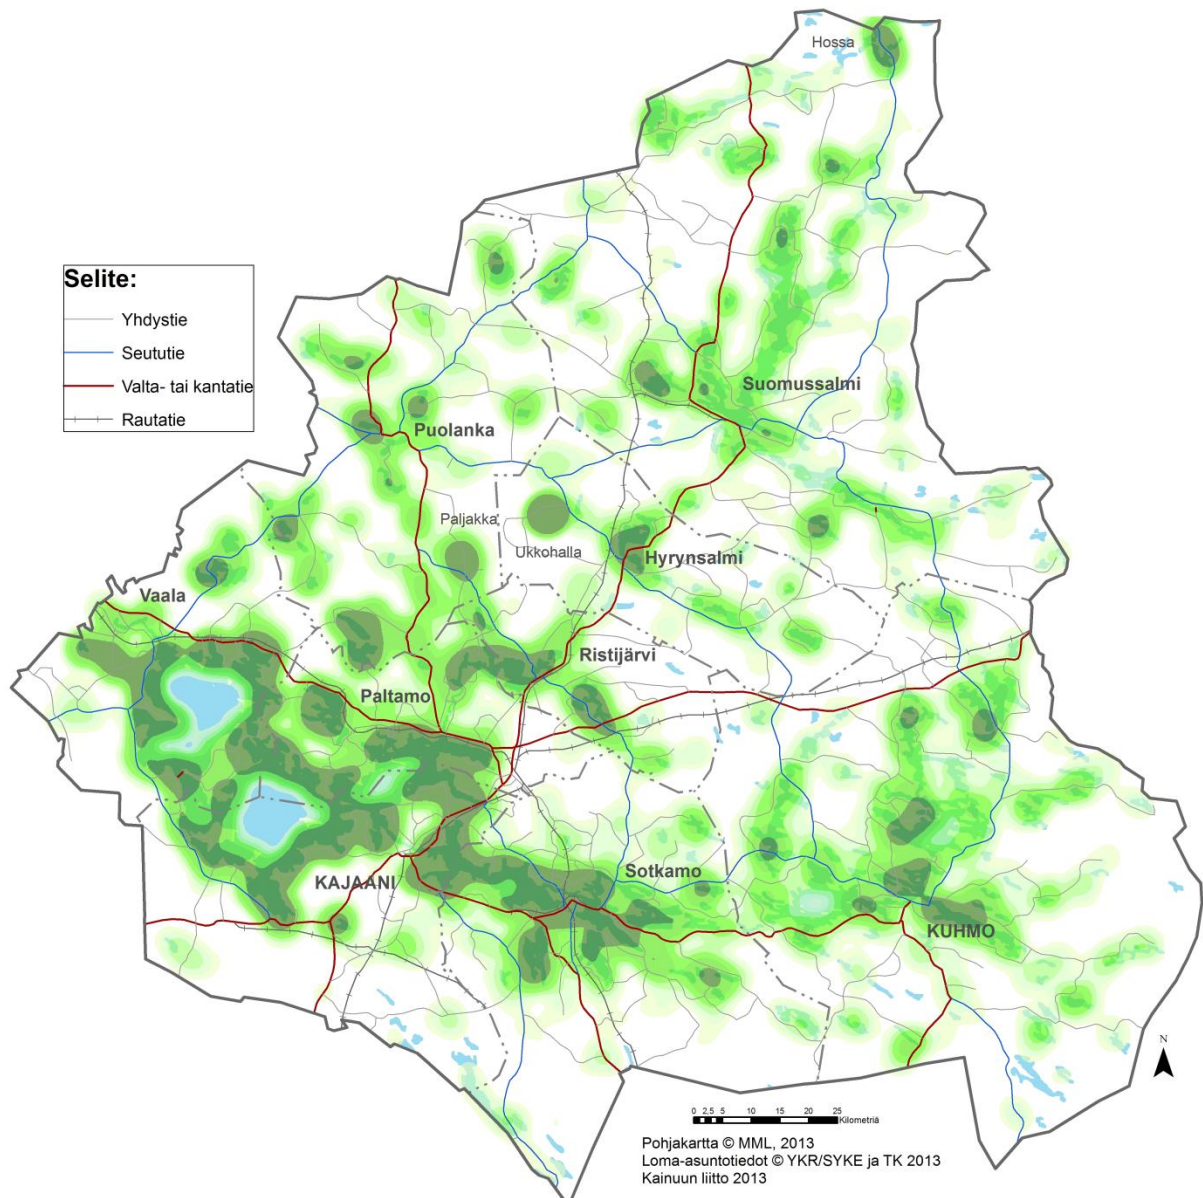 Hossa
Selite:
Yhdystie
Seututie
Valta- tai kantatie
Rautatie
Suomussalmi
Puolanka
Paljakka
Ukkohalla
Hyrynsalmi
Vaala
Ristijärvi
Paltamo
Sotkamo
KAJAANI
KUHMO
N
0 2,5 5 10 15 20 25
Kilometriä
Pohjakartta © MML, 2013
Loma-asuntotiedot © YKR/SYKE ja TK 2013
Kainuun liitto 2013